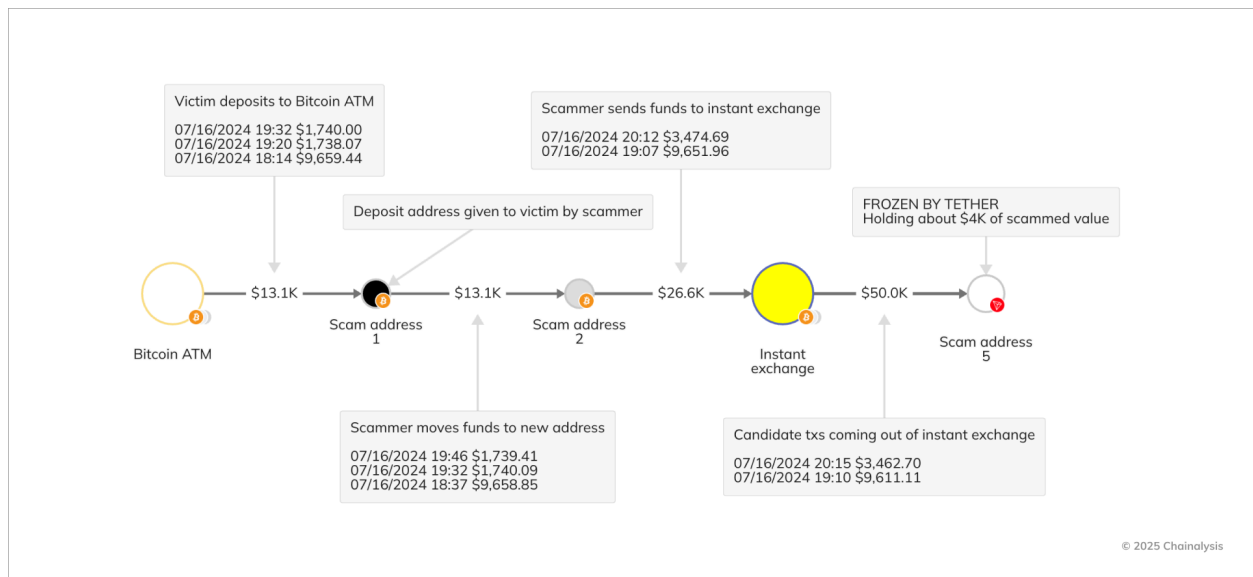 Victim deposits to Bitcoin ATM
07/16/2024 19:32 $1,740.00
07/16/2024 19:20 $1,738.07
07/16/2024 18:14 $9,659.44
Scammer sends funds to instant exchange
07/16/2024 20:12 $3,474.69
07/16/2024 19:07 $9,651.96
Deposit address given to victim by scammer
FROZEN BY TETHER
Holding about $4K of scammed value
$13.1K
$13.1K
$26.6K
$50.0K
Bitcoin ATM
Scam address
1
Scam address
2
Instant
exchange
Scam address
5
Scammer moves funds to new address
07/16/2024 19:46 $1,739.41
07/16/2024 19:32 $1,740.09
07/16/2024 18:37 $9,658.85
Candidate txs coming out of instant exchange
07/16/2024 20:15 $3,462.70
07/16/2024 19:10 $9,611.11
© 2025 Chainalysis